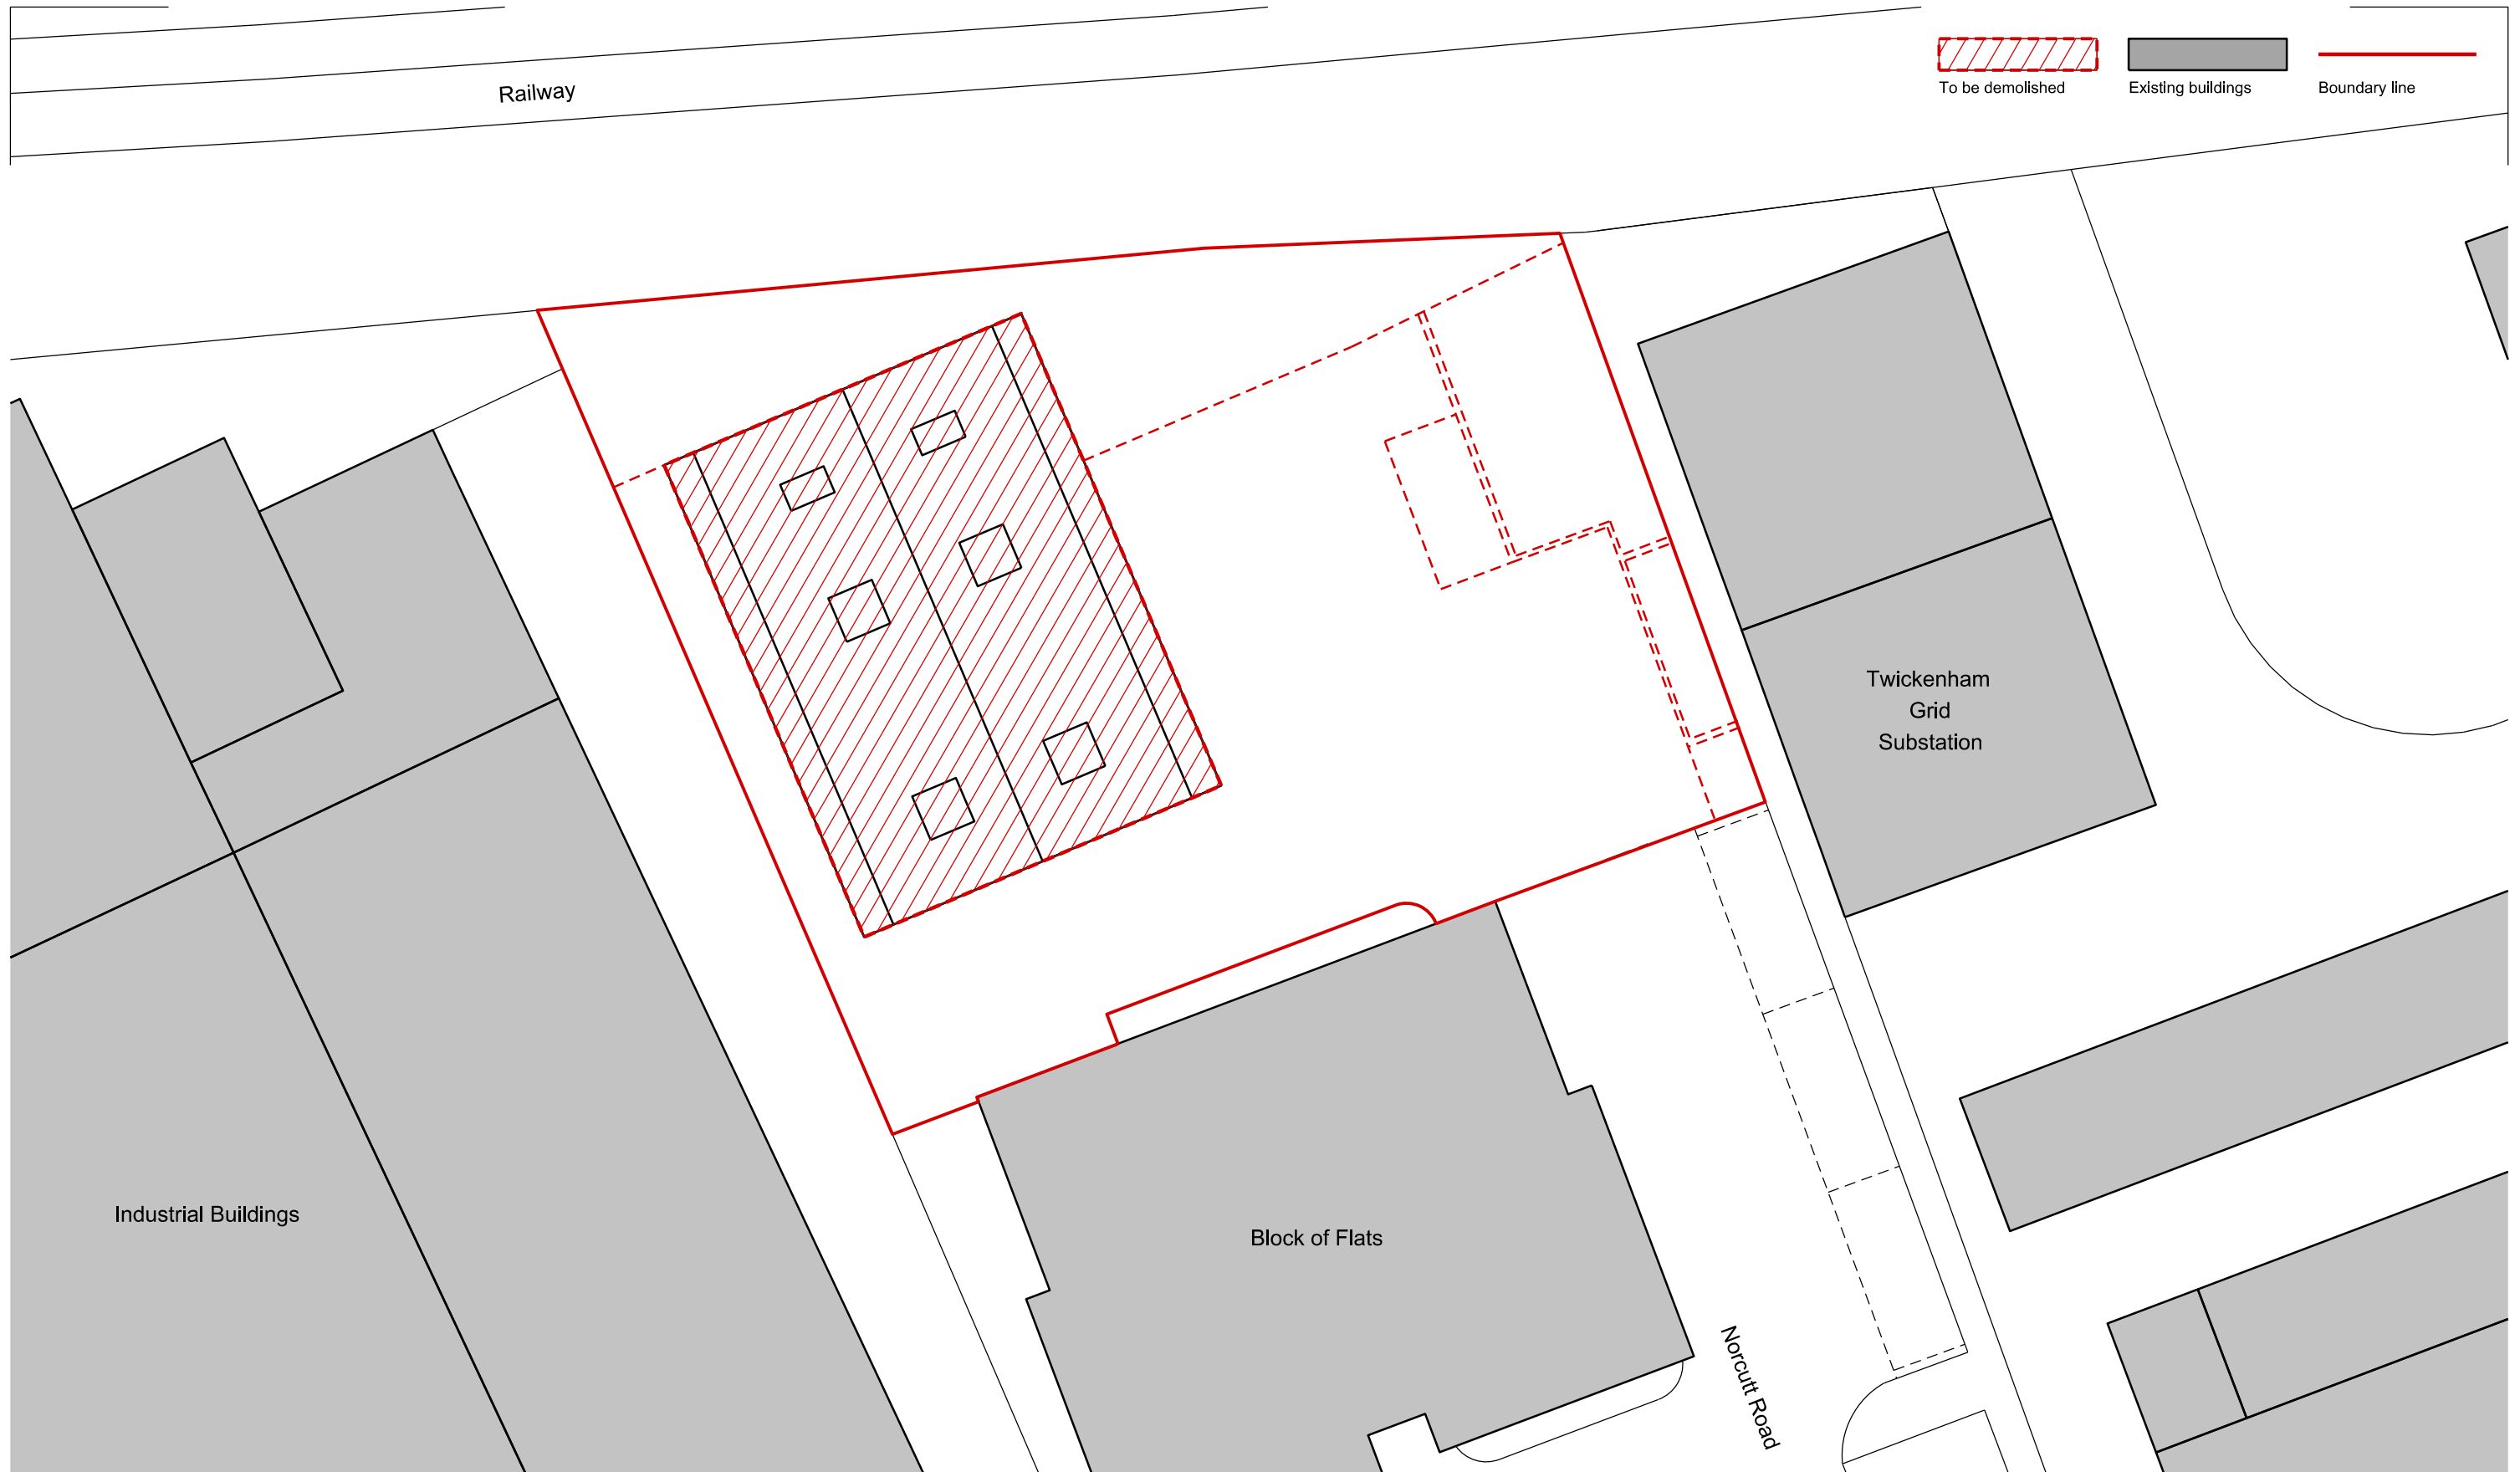 Railway
To be demolished
Existing buildings
Boundary line
Twickenham
Grid
Substation
Industrial Buildings
Block of Flats
Norcutt Road